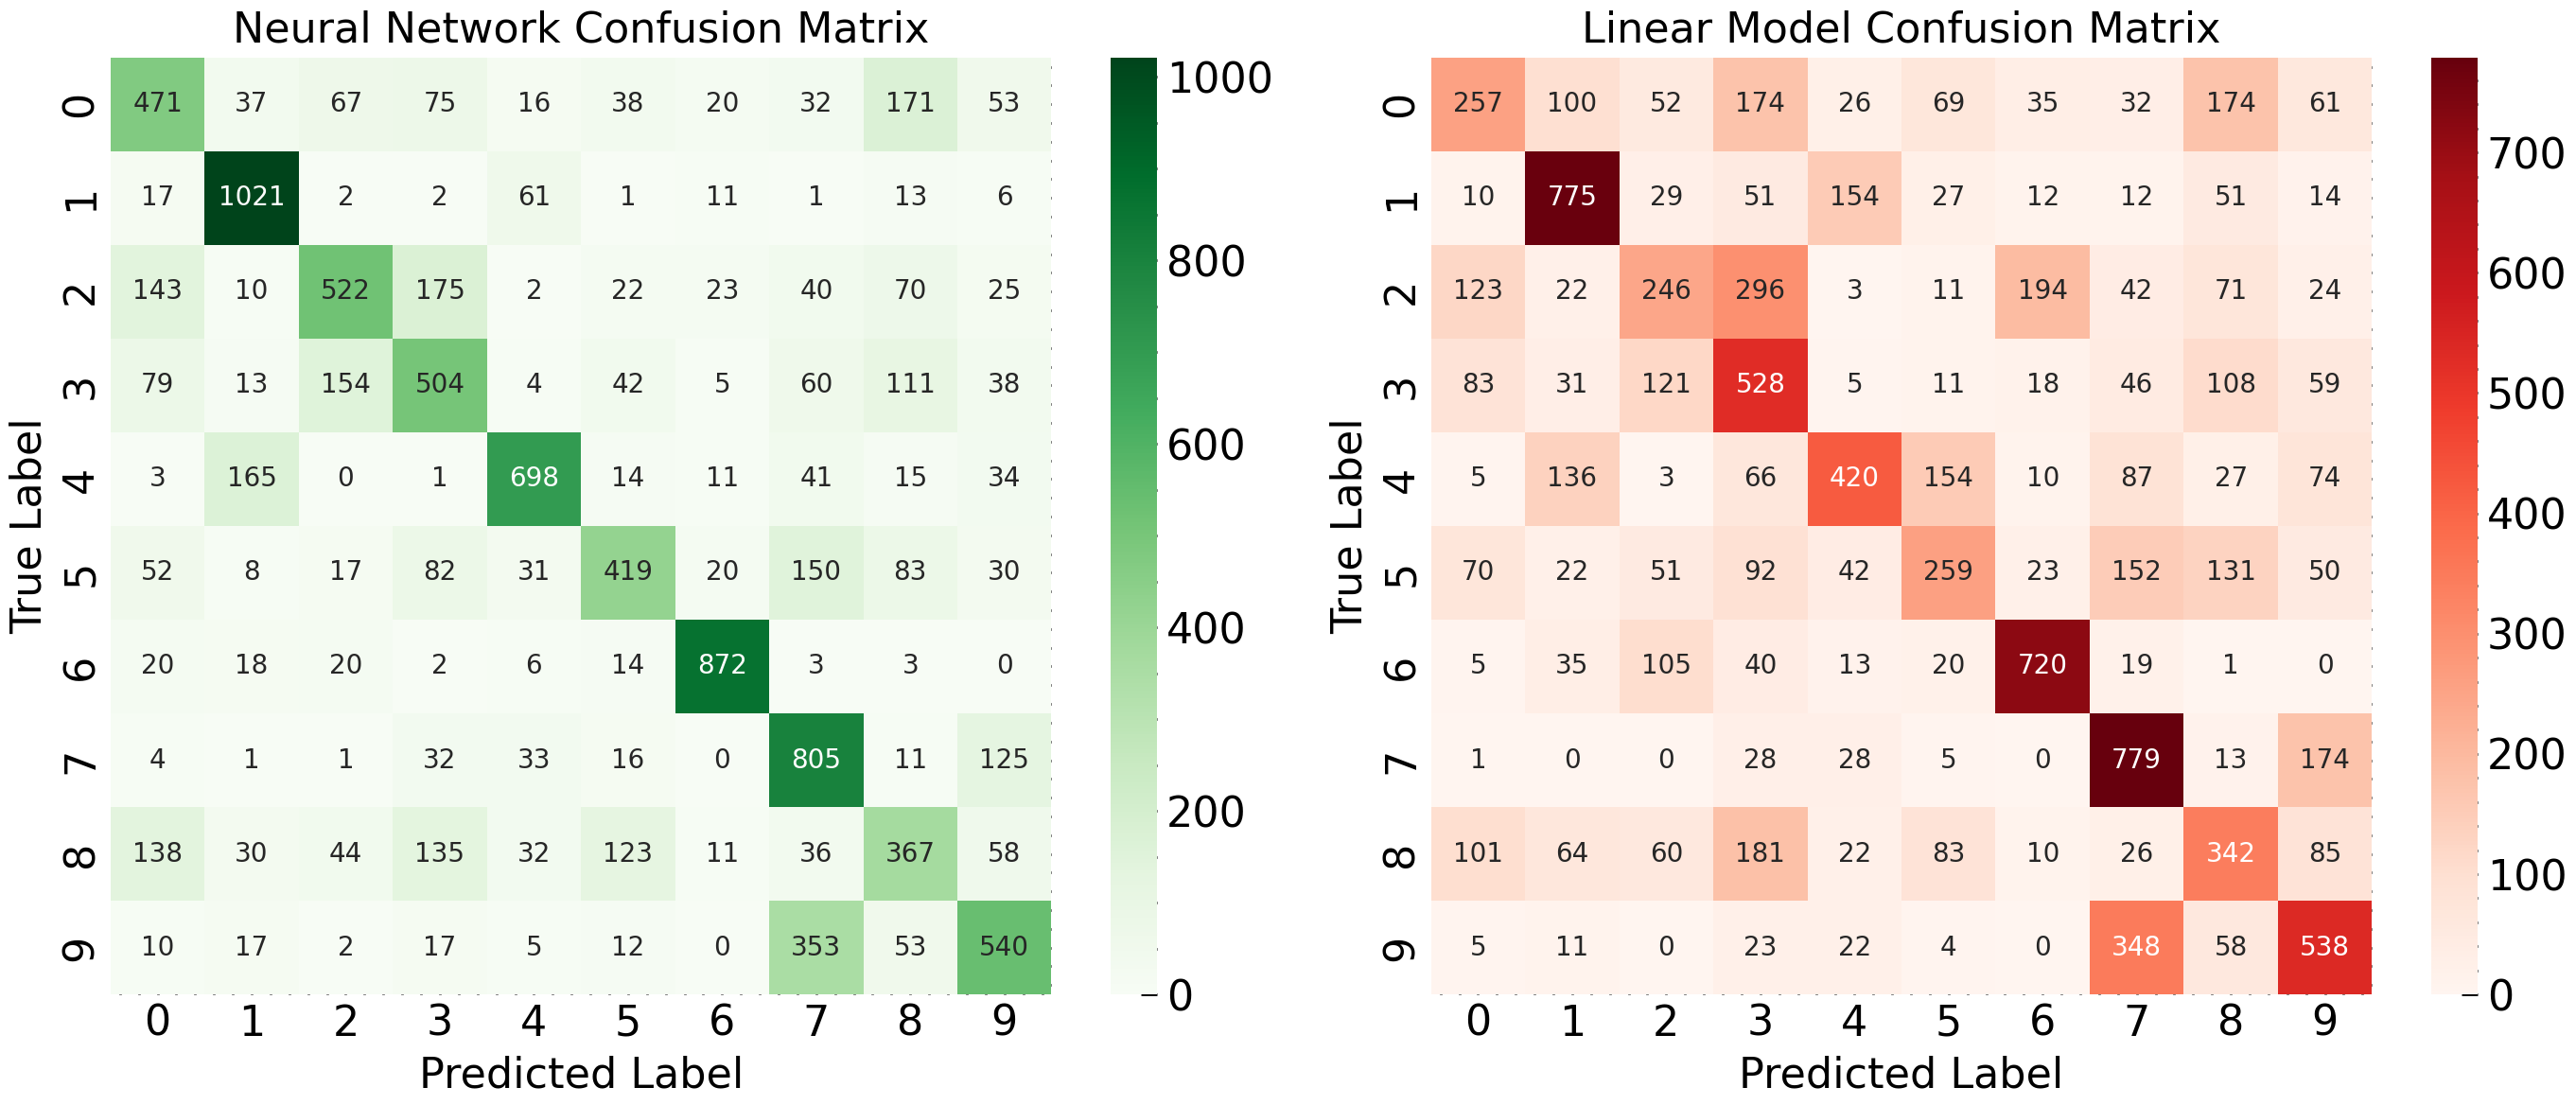 Neural Network Confusion Matrix
True Label
0 471 37 67 75 16 38 20 32 171 53
1 17 1021 2 2 61 1 11 1 13 6
2 143 10 522 175 2 22 23 40 70 25
3 79 13 154 504 4 42 5 60 111 38
4 3 165 0 1 698 14 11 41 15 34
5 52 8 17 82 31 419 20 150 83 30
6 20 18 20 2 6 14 872 3 3 0
7 4 1 1 32 33 16 0 805 11 125
8 138 30 44 135 32 123 11 36 367 58
9 10 17 2 17 5 12 0 353 53 540
0 1 2 3 4 5 6 7 8 9
Predicted Label
1000
800
600
400
200
0
Linear Model Confusion Matrix
True Label
0 257 100 52 174 26 69 35 32 174 61
1 10 775 29 51 154 27 12 12 51 14
2 123 22 246 296 3 11 194 42 71 24
3 83 31 121 528 5 11 18 46 108 59
4 5 136 3 66 420 154 10 87 27 74
5 70 22 51 92 42 259 23 152 131 50
6 5 35 105 40 13 20 720 19 1 0
7 1 0 0 28 28 5 0 779 13 174
8 101 64 60 181 22 83 10 26 342 85
9 5 11 0 23 22 4 0 348 58 538
0 1 2 3 4 5 6 7 8 9
Predicted Label
700
600
500
400
300
200
100
0